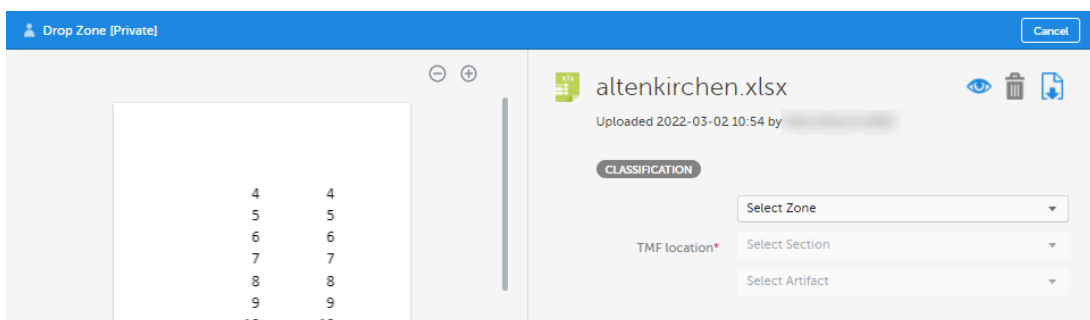 Drop Zone [Private]
Cancel
4 4
5 5
6 6
7 7
8 8
9 9
xls
altenkirchen.xlsx
Uploaded 2022-03-02 10:54 by
CLASSIFICATION
Select Zone
TMF location*
Select Section
Select Artifact